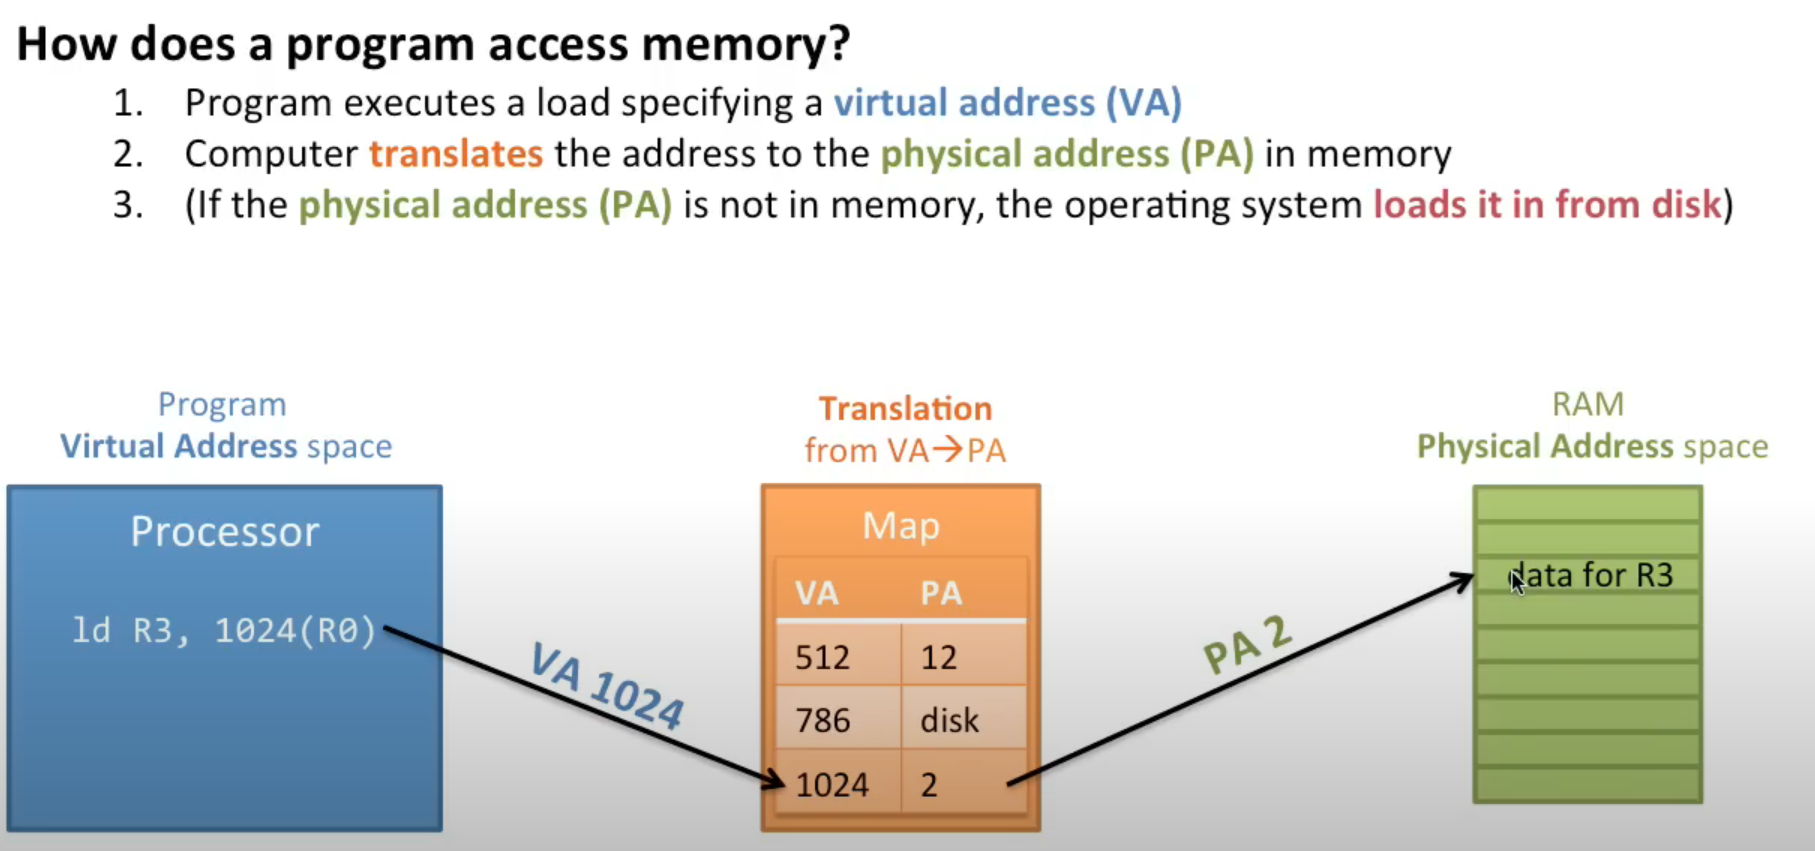 How does a program access memory?
1. Program executes a load specifying a virtual address (VA)
2. Computer translates the address to the physical address (PA) in memory
3. (If the physical address (PA) is not in memory, the operating system loads it in from disk)
Program
Virtual Address space
Processor
ld R3, 1024(R0)
VA 1024
Translation
from VA→PA
Map
VA PA
512 12
786 disk
1024 2
PA 2
RAM
Physical Address space
data for R3